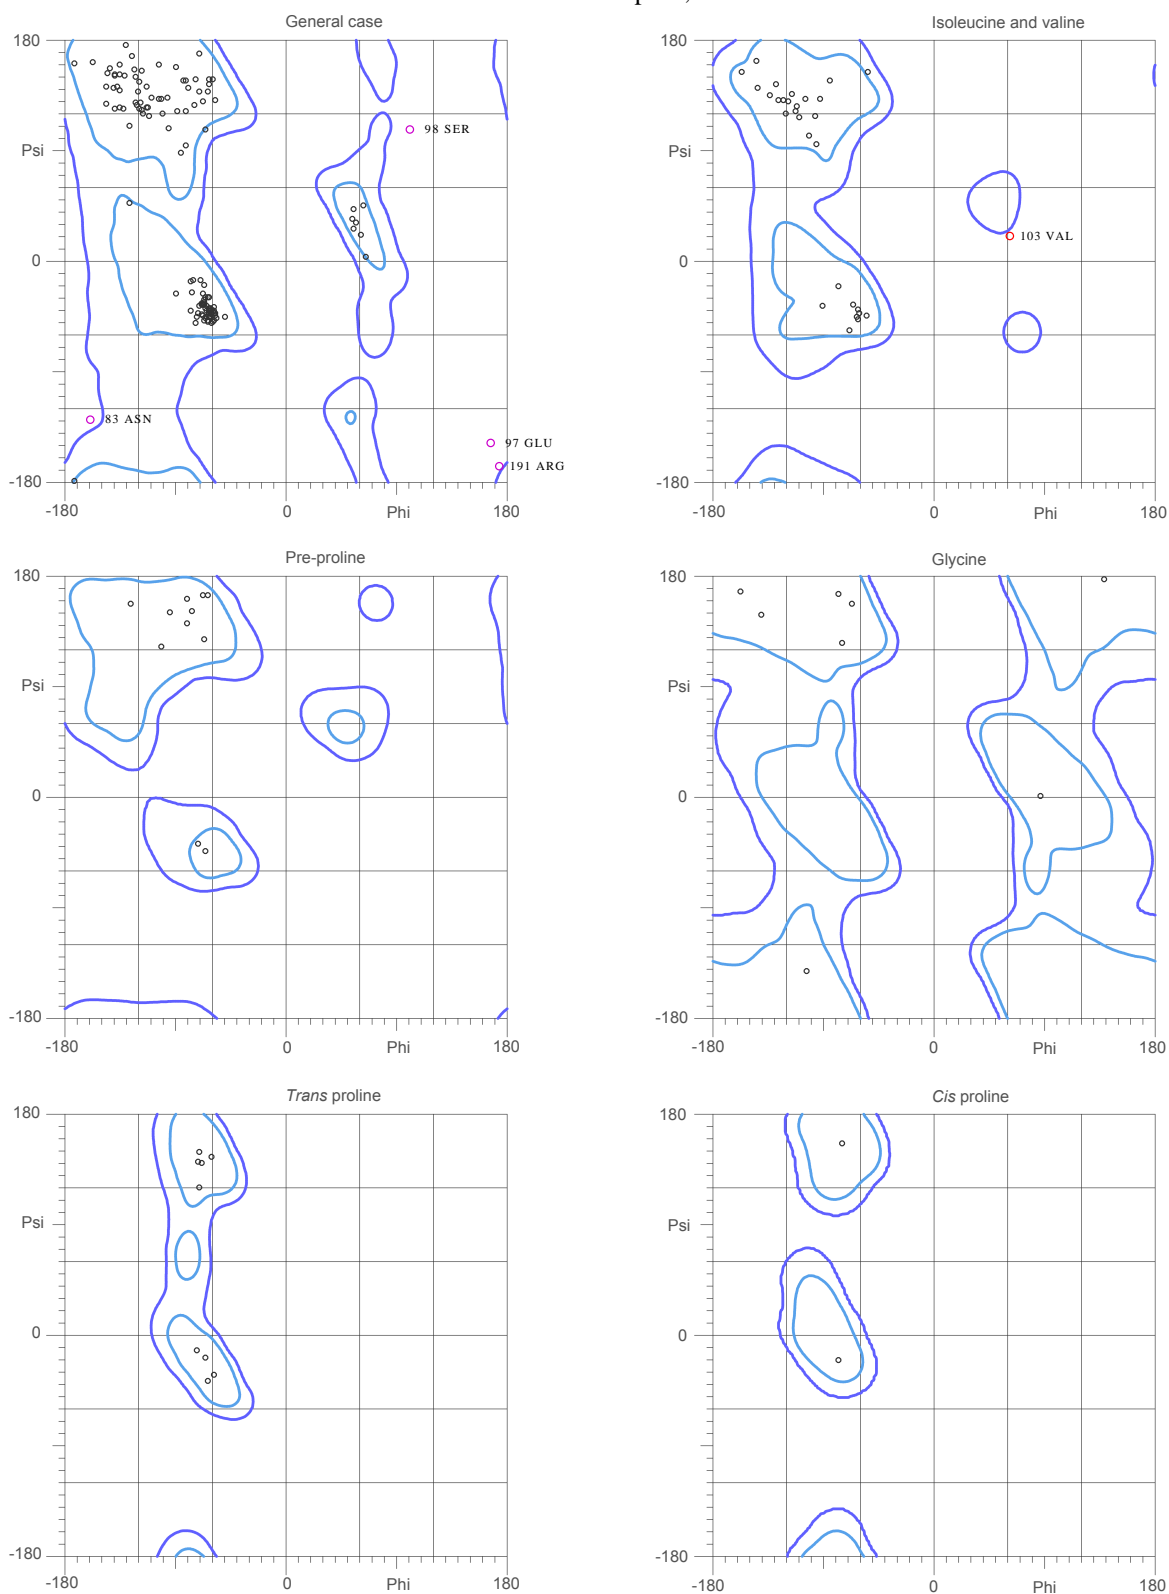 General case
Isoleucine and valine
180
98 SER
Psi
0
83 ASN
97 GLU
191 ARG
-180
-180
0
Phi
180
180
Psi
103 VAL
0
-180
-180
0
Phi
180
Pre-proline
Glycine
180
Psi
0
-180
-180
0
Phi
180
180
Psi
0
-180
-180
0
Phi
180
Trans proline
Cis proline
180
Psi
0
-180
-180
0
Phi
180
180
Psi
0
-180
-180
0
Phi
180